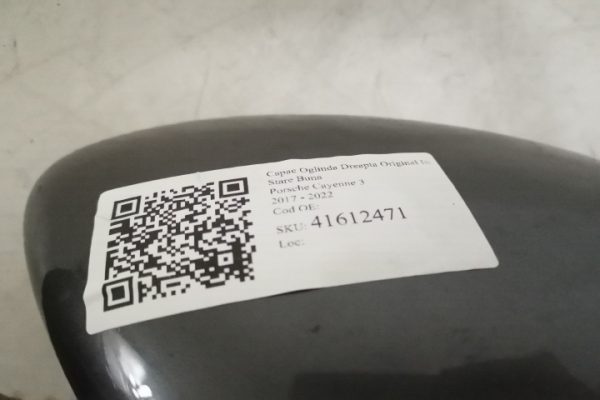 Capac Oglinda Dreapta Original In
Stare Buna
Porsche Cayenne 3
2017 - 2022
Cod OE:
SKU: 41612471
Loc: